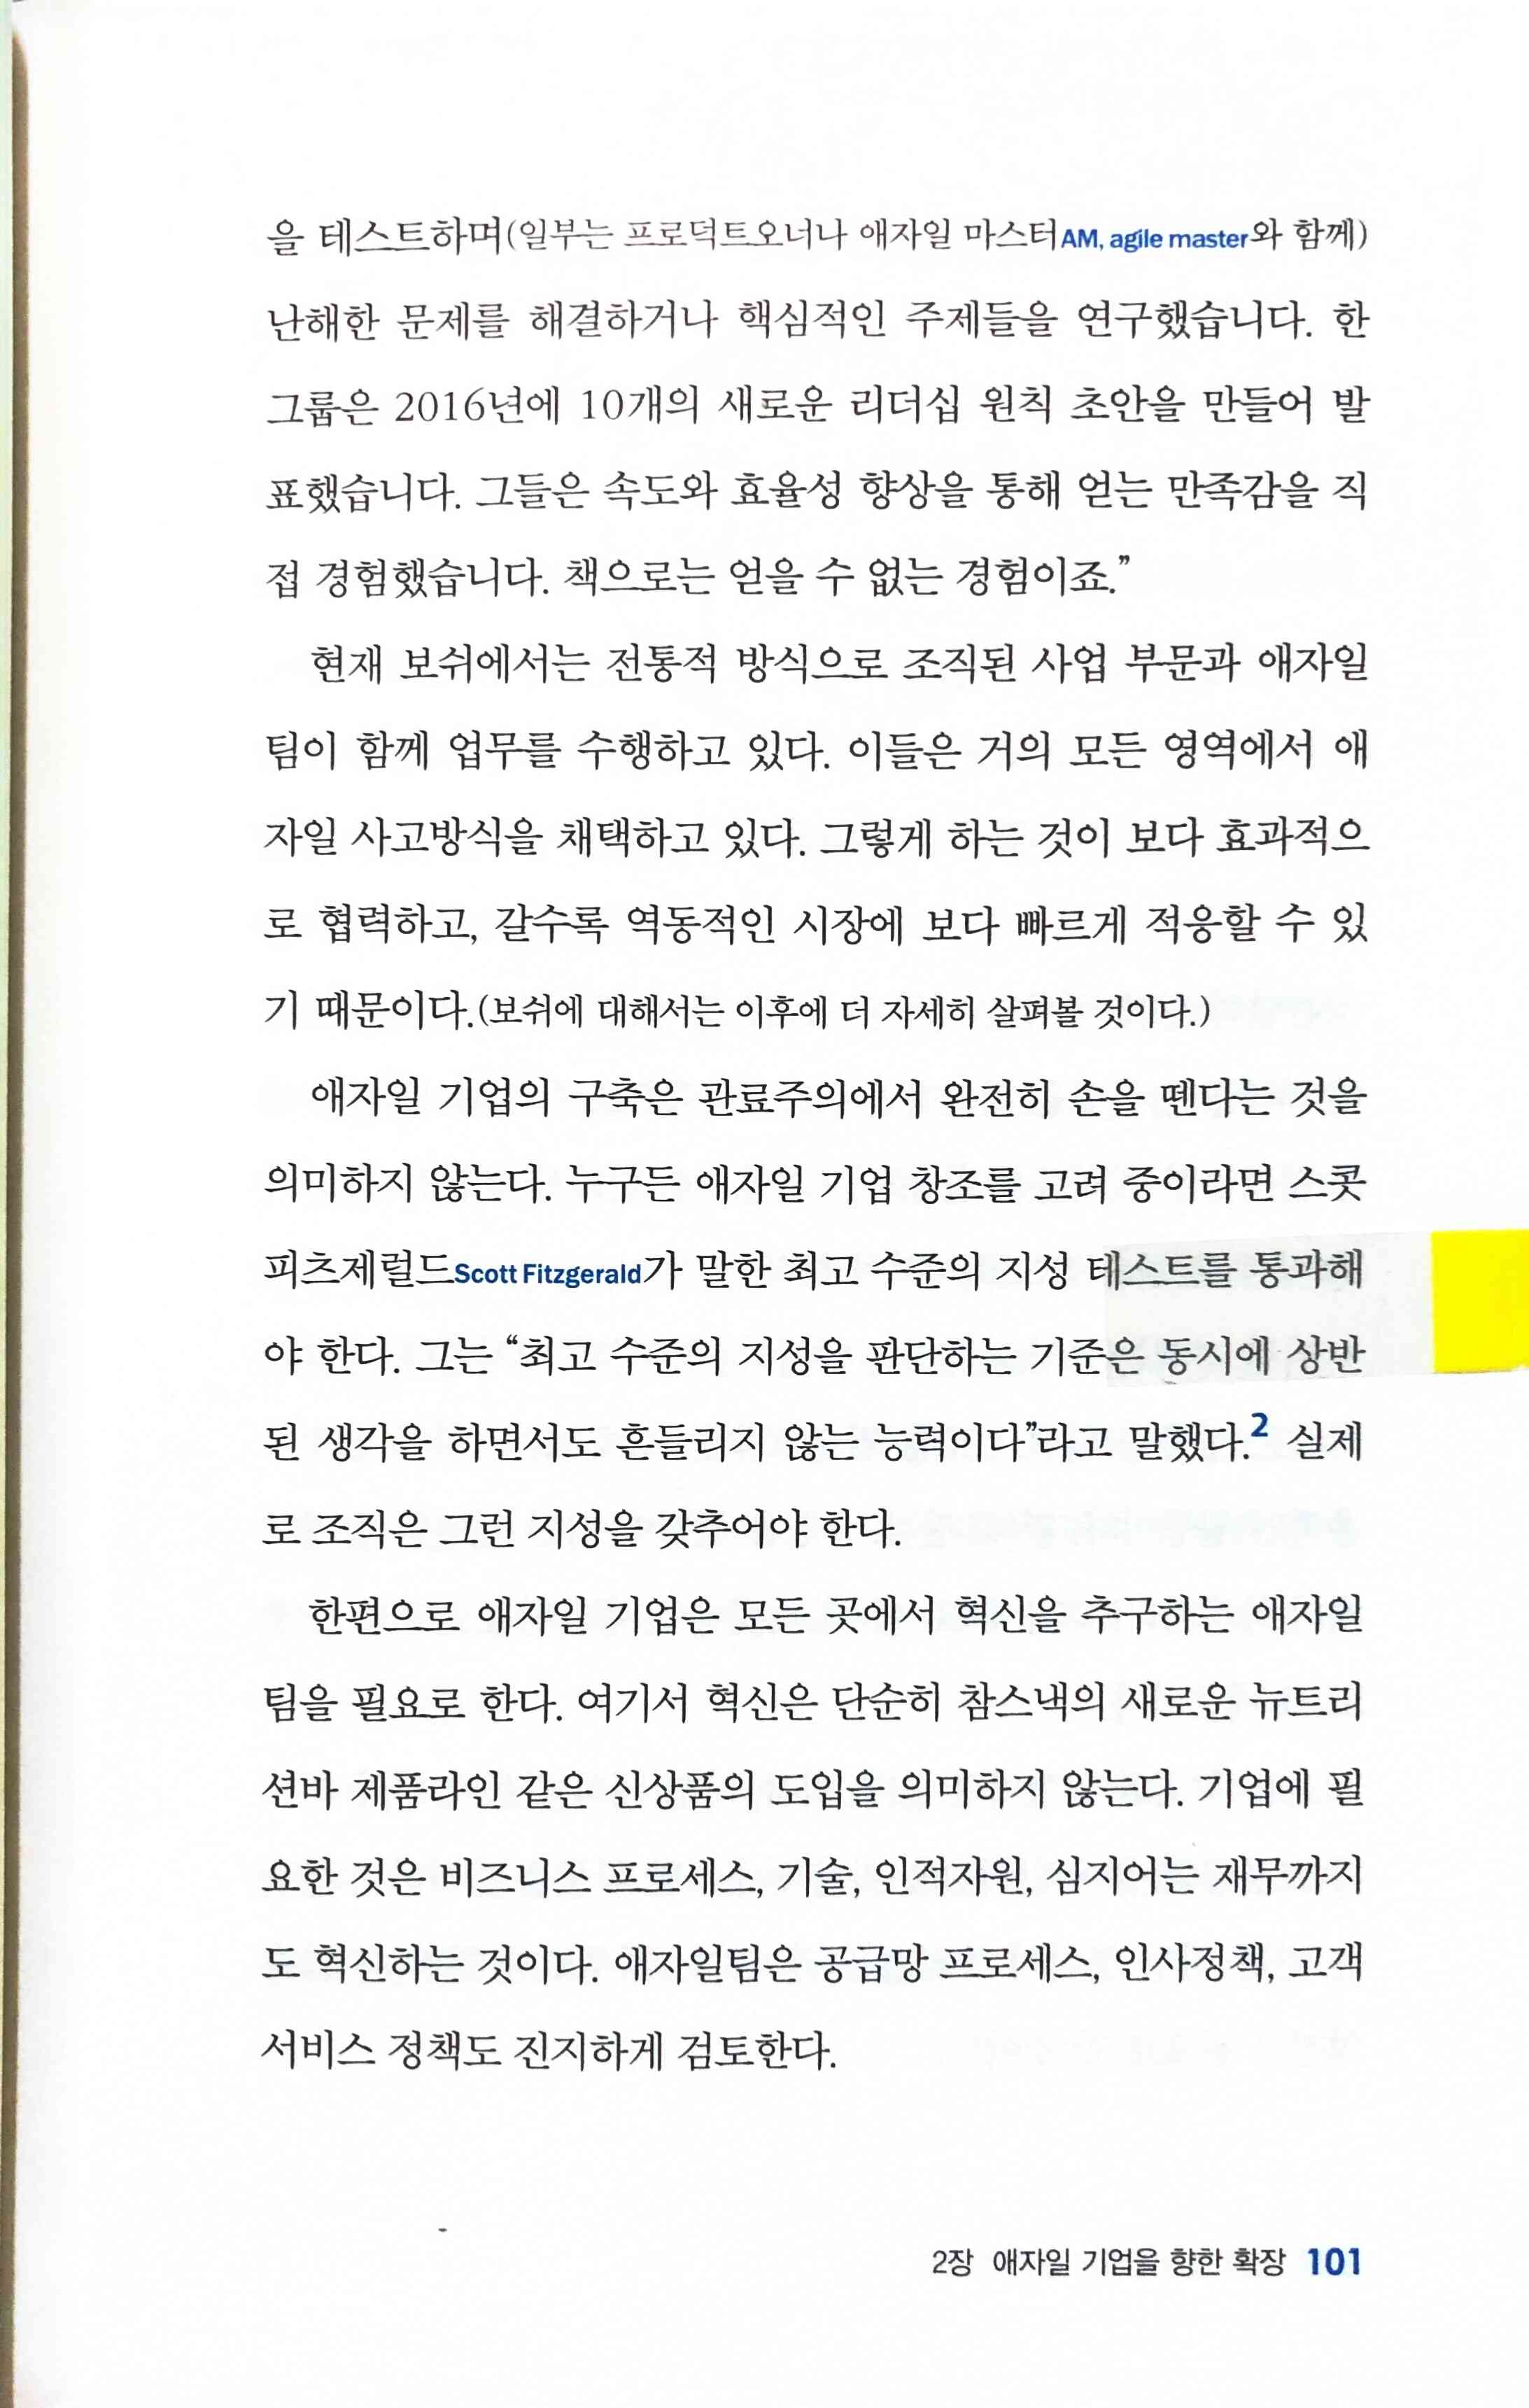 을 테스트하며(일부는 프로덕트오너나 애자일 마스터AM, agile master와 함께)
난해한 문제를 해결하거나 핵심적인 주제들을 연구했습니다. 한
그룹은 2016년에 10개의 새로운 리더십 원칙 초안을 만들어 발
표했습니다. 그들은 속도와 효율성 향상을 통해 얻는 만족감을 직
접 경험했습니다. 책으로는 얻을 수 없는 경험이죠.”
현재 보쉬에서는 전통적 방식으로 조직된 사업 부문과 애자일
팀이 함께 업무를 수행하고 있다. 이들은 거의 모든 영역에서 애
자일 사고방식을 채택하고 있다. 그렇게 하는 것이 보다 효과적으
로 협력하고, 갈수록 역동적인 시장에 보다 빠르게 적응할 수 있
기 때문이다.(보쉬에 대해서는 이후에 더 자세히 살펴볼 것이다.)
애자일 기업의 구축은 관료주의에서 완전히 손을 뗀다는 것을
의미하지 않는다. 누구든 애자일 기업 창조를 고려 중이라면 스콧
피츠제럴드Scott Fitzgerald가 말한 최고 수준의 지성 테스트를 통과해
야 한다. 그는 “최고 수준의 지성을 판단하는 기준은 동시에 상반
된 생각을 하면서도 흔들리지 않는 능력이다”라고 말했다.2 실제
로 조직은 그런 지성을 갖추어야 한다.
한편으로 애자일 기업은 모든 곳에서 혁신을 추구하는 애자일
팀을 필요로 한다. 여기서 혁신은 단순히 참스낵의 새로운 뉴트리
션바 제품라인 같은 신상품의 도입을 의미하지 않는다. 기업에 필
요한 것은 비즈니스 프로세스, 기술, 인적자원, 심지어는 재무까지
도 혁신하는 것이다. 애자일팀은 공급망 프로세스, 인사정책, 고객
서비스 정책도 진지하게 검토한다.
2장 애자일 기업을 향한 확장 101